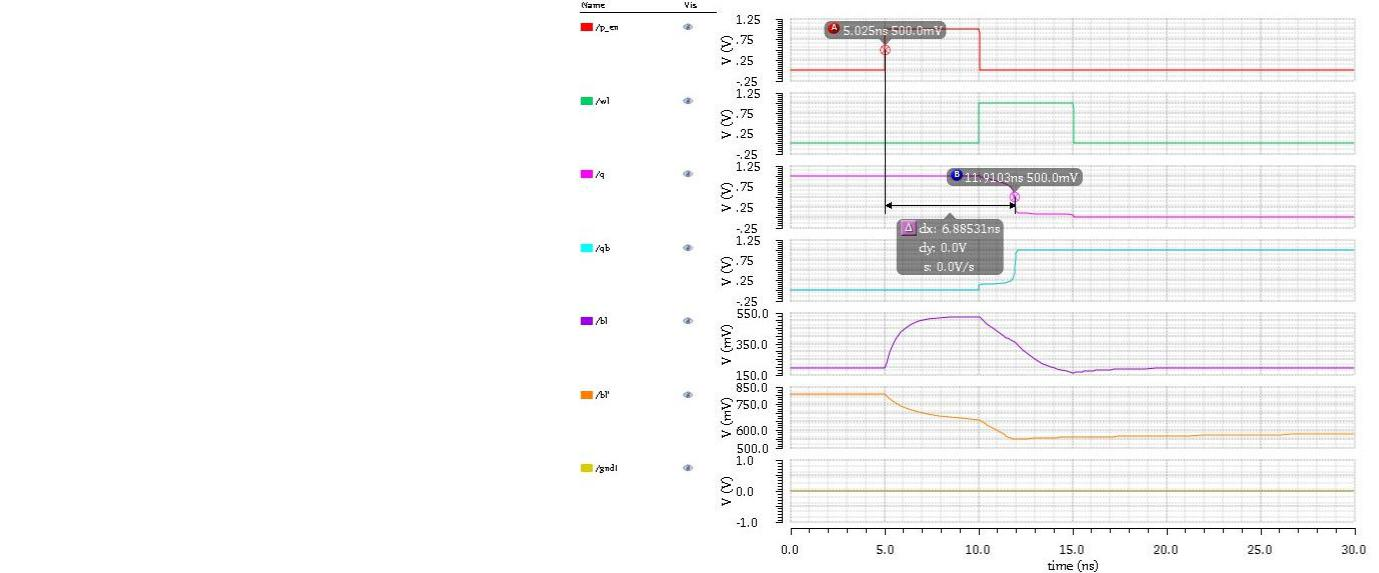 Name Vis
/p_en
1.25
.75
.25
-.25
V (V)
A 5.025ns 500.0mV
/wl
1.25
.75
.25
-.25
V (V)
/q
1.25
.75
.25
-.25
V (V)
B 11.9103ns 500.0mV
Δ dx: 6.88531ns
dy: 0.0V
s: 0.0V/s
/qb
1.25
.75
.25
-.25
V (V)
/bl
550.0
350.0
150.0
V (mV)
/bl'
850.0
750.0
600.0
500.0
V (mV)
/gnd!
1.0
0.0
-1.0
V (V)
0.0 5.0 10.0 15.0 20.0 25.0 30.0
time (ns)